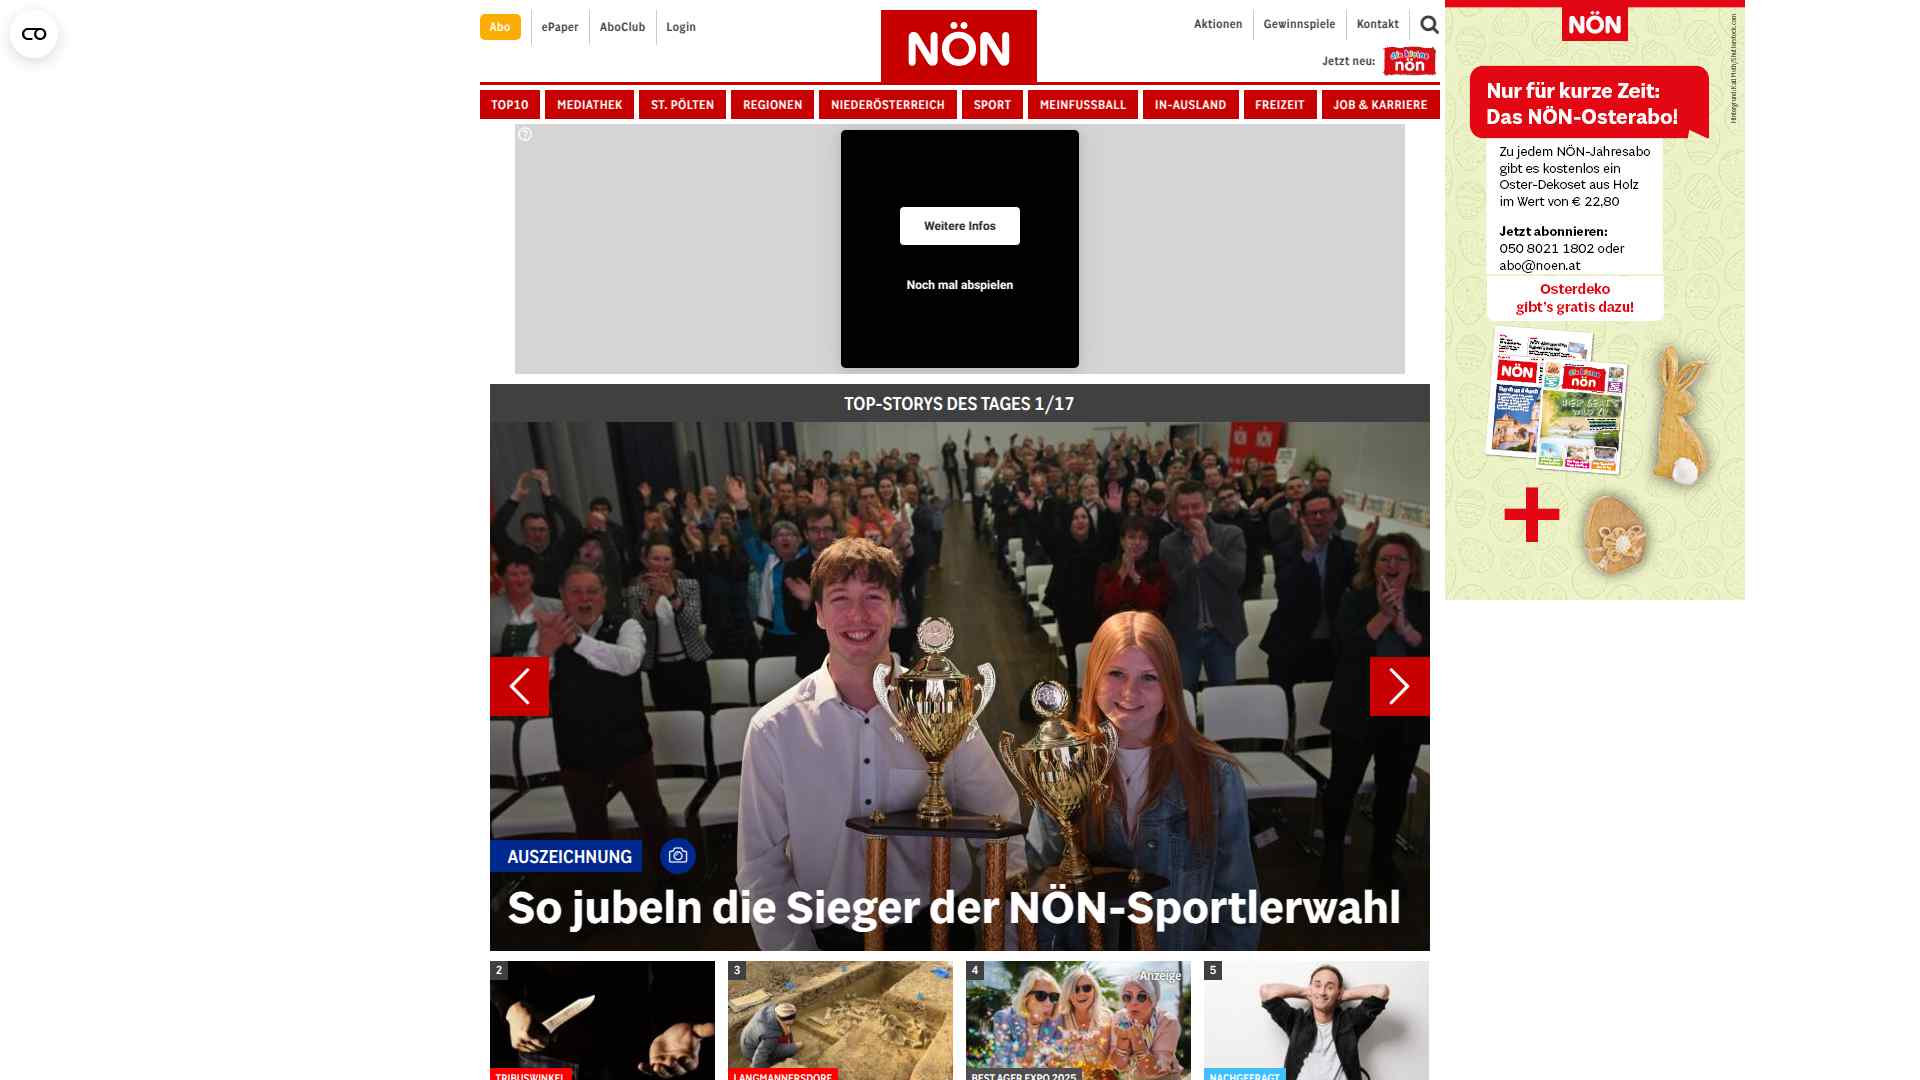 Abo
ePaper
AboClub
Login
NÖN
Aktionen
Gewinnspiele
Kontakt
Jetzt neu:
die kleine
nön
TOP10
MEDIATHEK
ST. PÖLTEN
REGIONEN
NIEDERÖSTERREICH
SPORT
MEINFUSSBALL
IN-AUSLAND
FREIZEIT
JOB & KARRIERE
Weitere Infos
Noch mal abspielen
TOP-STORYS DES TAGES 1/17
AUSZEICHNUNG
So jubeln die Sieger der NÖN-Sportlerwahl
2
TRIBUSWINKEL
3
LANGMANNERSDORF
4
Anzeige
BEST AGER EXPO 2025
5
NACHGEFRAGT
NÖN
Nur für kurze Zeit:
Das NÖN-Osterabo!
Zu jedem NÖN-Jahresabo
gibt es kostenlos ein
Oster-Dekoset aus Holz
im Wert von € 22,80
Jetzt abonnieren:
050 8021 1802 oder
abo@noen.at
Osterdeko
gibt's gratis dazu!
NÖN
nön